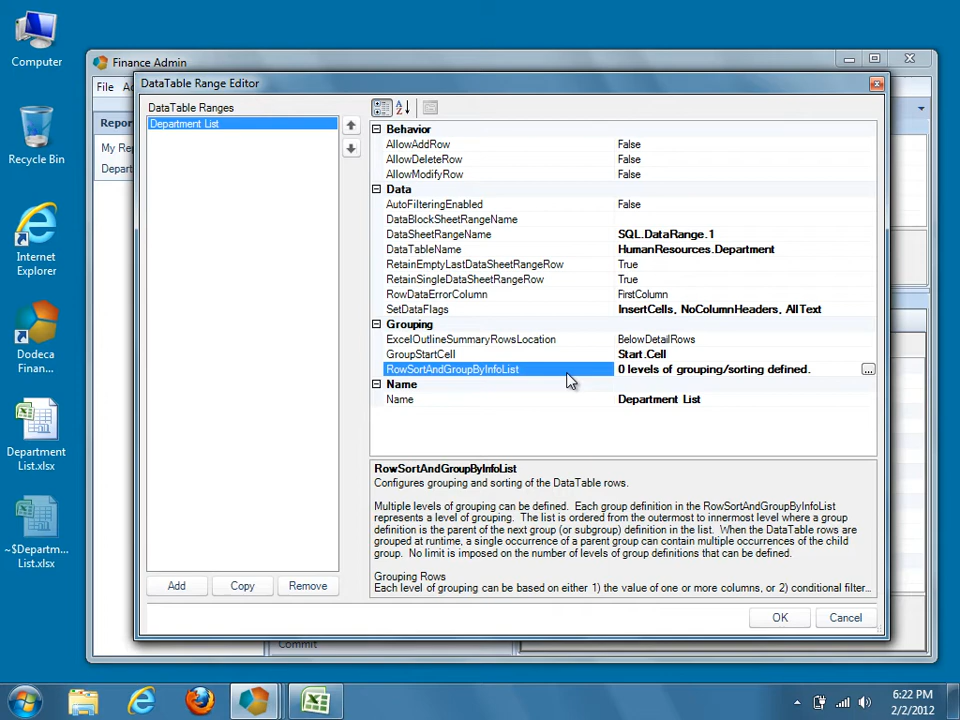 Computer
Recycle Bin
Internet
Explorer
Dodeca
Finan...
Department
List.xlsx
~$Departm...
List.xlsx
Finance Admin
File
Repor
My Re
Depart
DataTable Range Editor
DataTable Ranges
Department List
Add
Copy
Remove
Behavior
AllowAddRow False
AllowDeleteRow False
AllowModifyRow False
Data
AutoFilteringEnabled False
DataBlockSheetRangeName
DataSheetRangeName SQL.DataRange.1
DataTableName HumanResources.Department
RetainEmptyLastDataSheetRangeRow True
RetainSingleDataSheetRangeRow True
RowDataErrorColumn FirstColumn
SetDataFlags InsertCells, NoColumnHeaders, AllText
Grouping
ExcelOutlineSummaryRowsLocation BelowDetailRows
GroupStartCell Start.Cell
RowSortAndGroupByInfoList 0 levels of grouping/sorting defined. ...
Name
Name Department List
RowSortAndGroupByInfoList
Configures grouping and sorting of the DataTable rows.
Multiple levels of grouping can be defined. Each group definition in the RowSortAndGroupByInfoList
represents a level of grouping. The list is ordered from the outermost to innermost level where a group
definition is the parent of the next group (or subgroup) definition in the list. When the DataTable rows are
grouped at runtime, a single occurrence of a parent group can contain multiple occurrences of the child
group. No limit is imposed on the number of levels of group definitions that can be defined.
Grouping Rows
Each level of grouping can be based on either 1) the value of one or more columns, or 2) conditional filter...
OK
Cancel
Commit
6:22 PM
2/2/2012